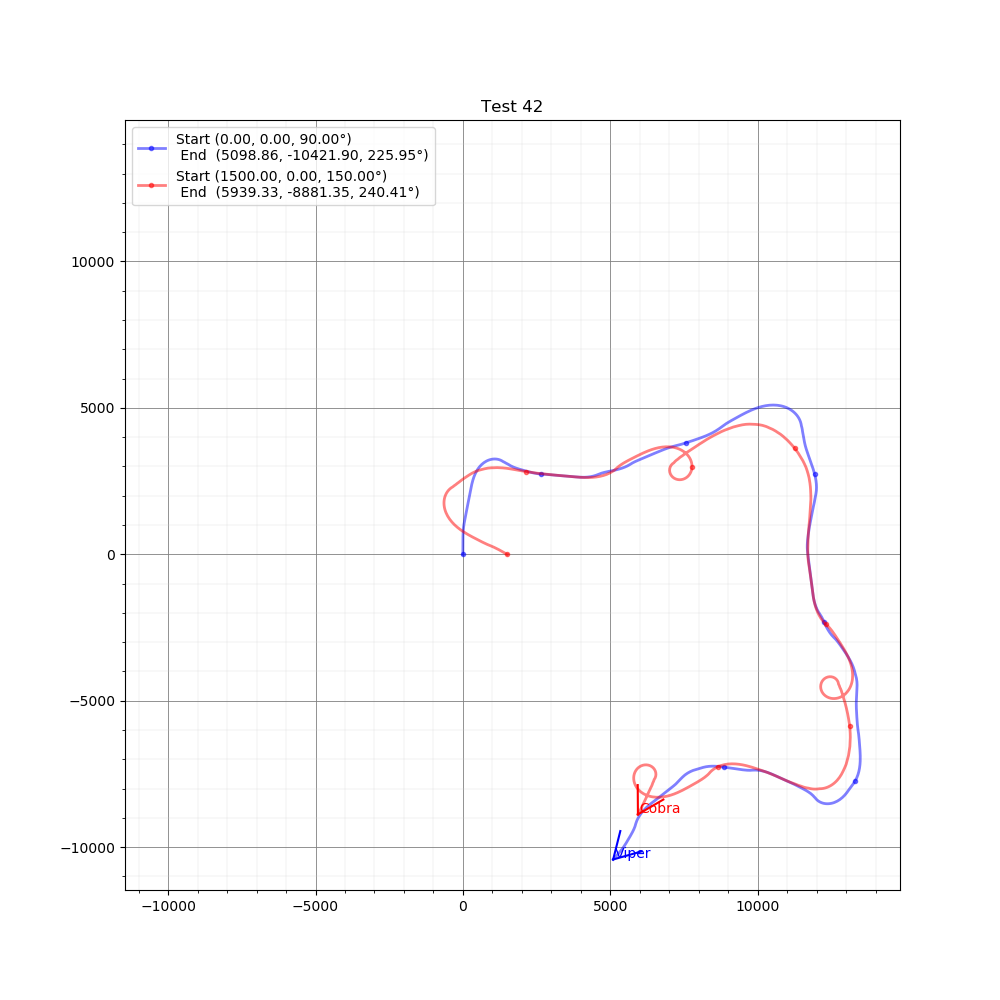 Test 42
Start (0.00, 0.00, 90.00°)
End (5098.86, -10421.90, 225.95°)
Start (1500.00, 0.00, 150.00°)
End (5939.33, -8881.35, 240.41°)
10000
5000
0
−5000
Cobra
−10000
Viper
−10000 −5000 0 5000 10000